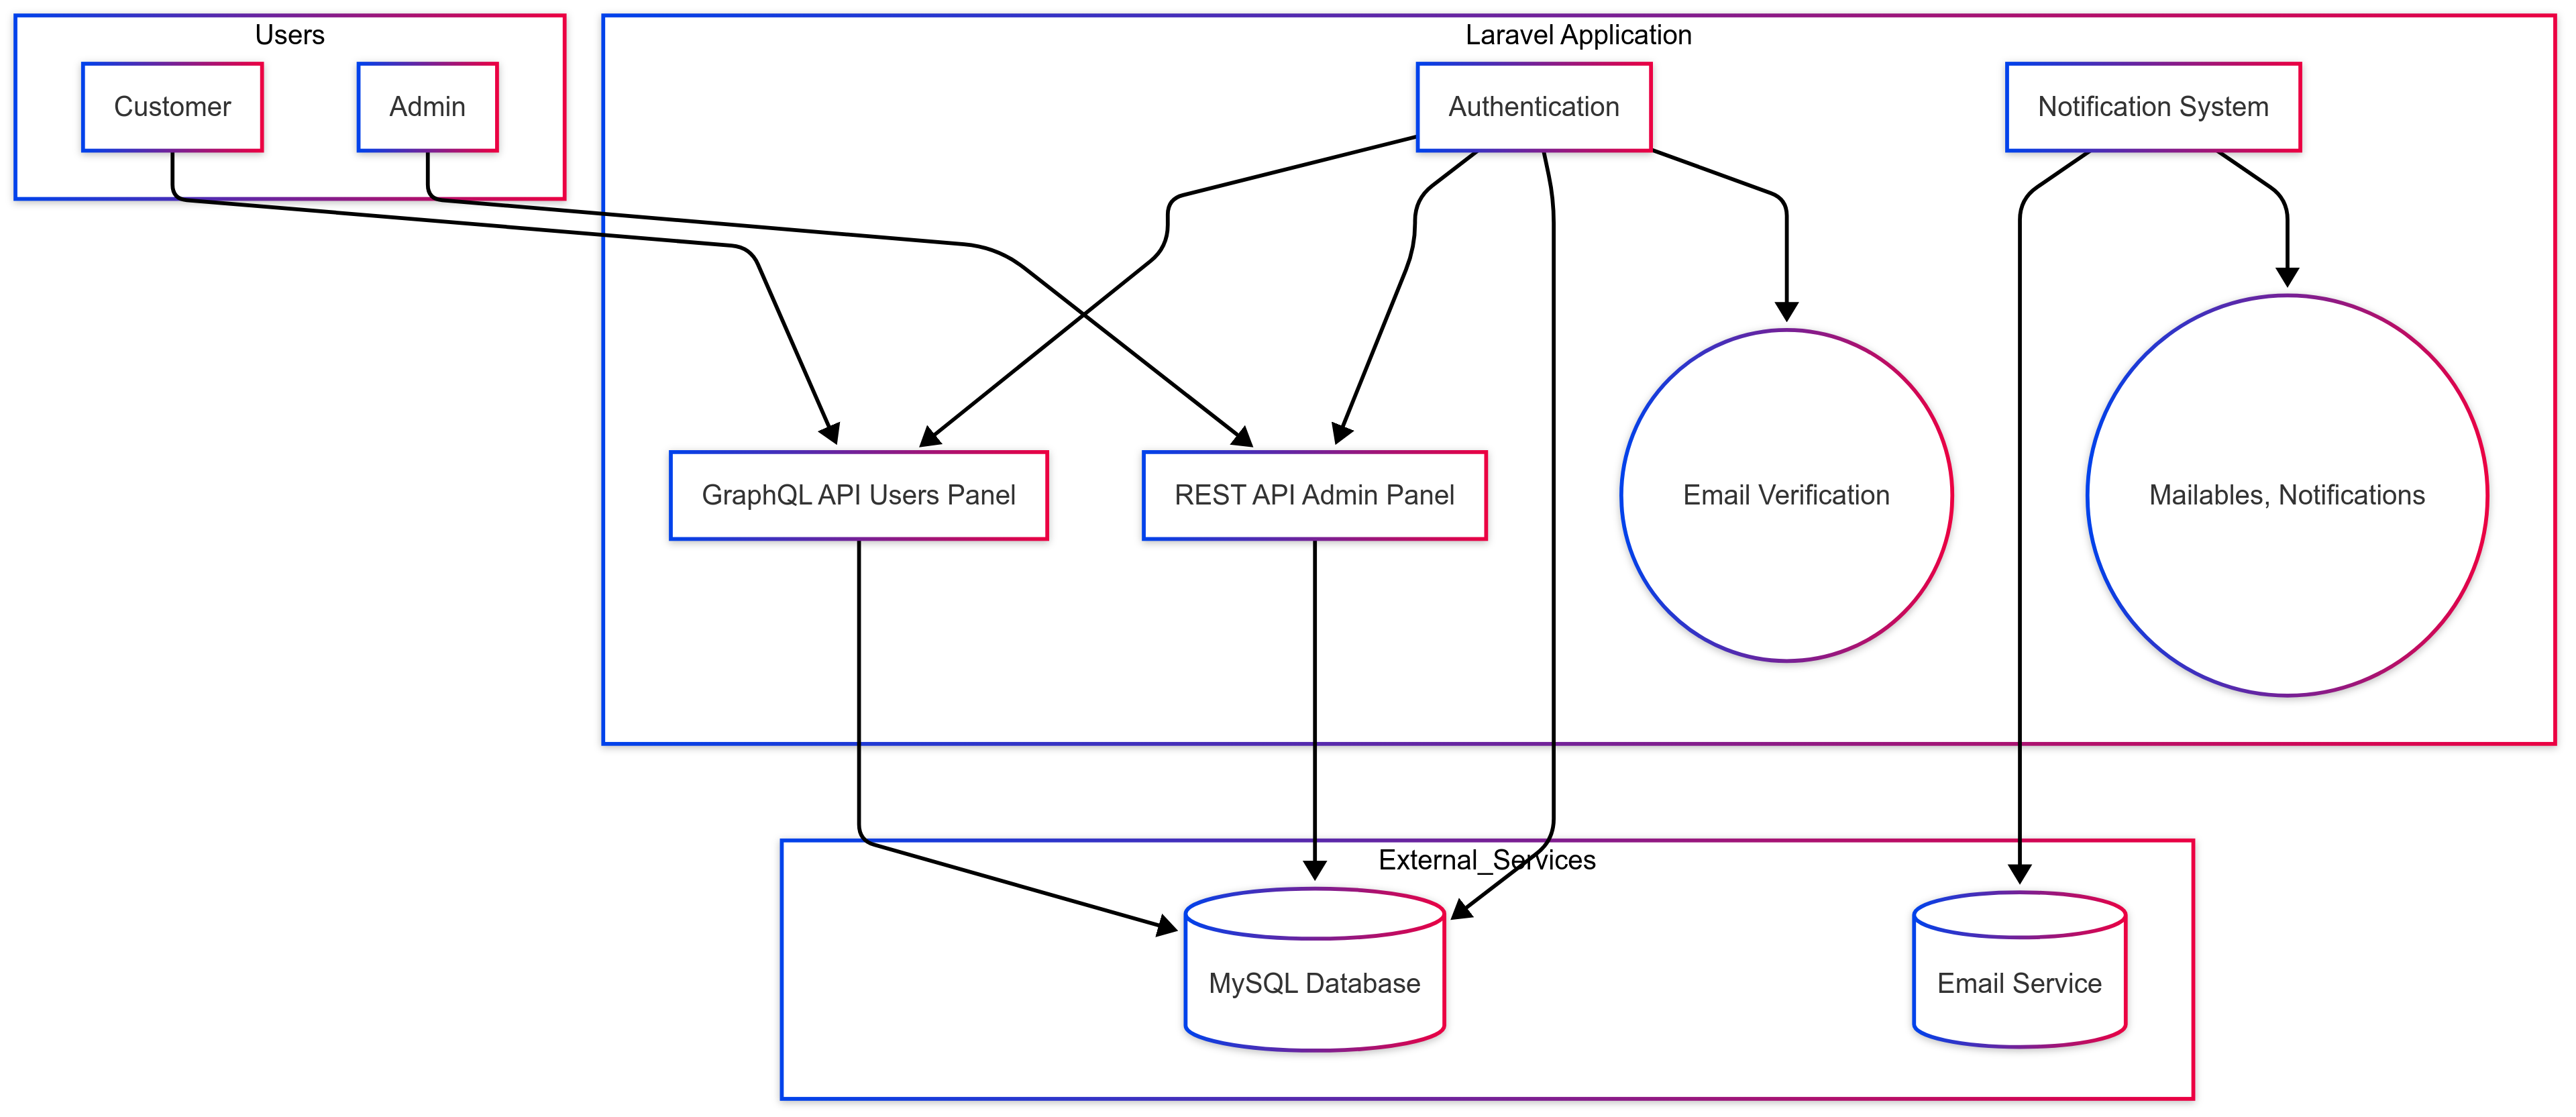 Users
Customer
Admin
Laravel Application
Authentication
Notification System
GraphQL API Users Panel
REST API Admin Panel
Email Verification
Mailables, Notifications
External_Services
MySQL Database
Email Service